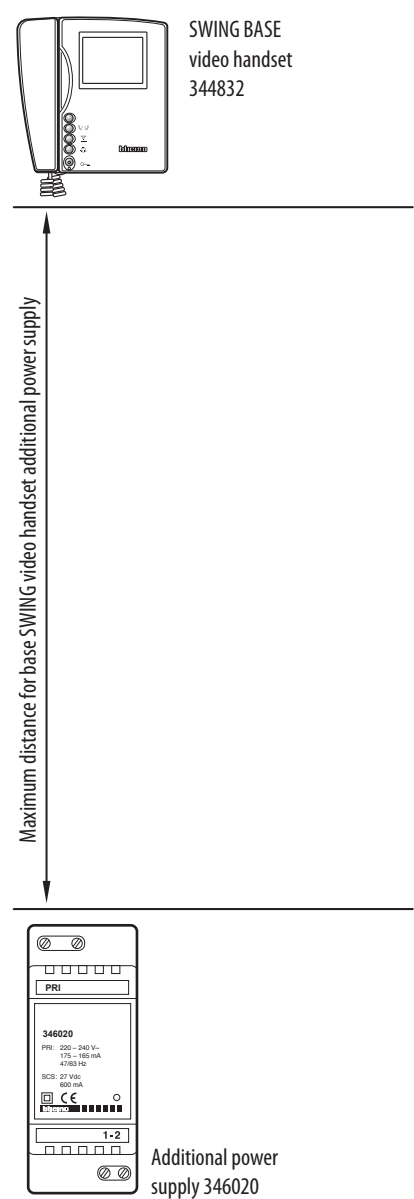 SWING BASE
video handset
344832
bticino
Maximum distance for base SWING video handset additional power supply
PRI
346020
PRI: 220 – 240 V~
175 – 165 mA
47/63 Hz
SCS: 27 Vdc
600 mA
CE
bticino
1-2
Additional power
supply 346020